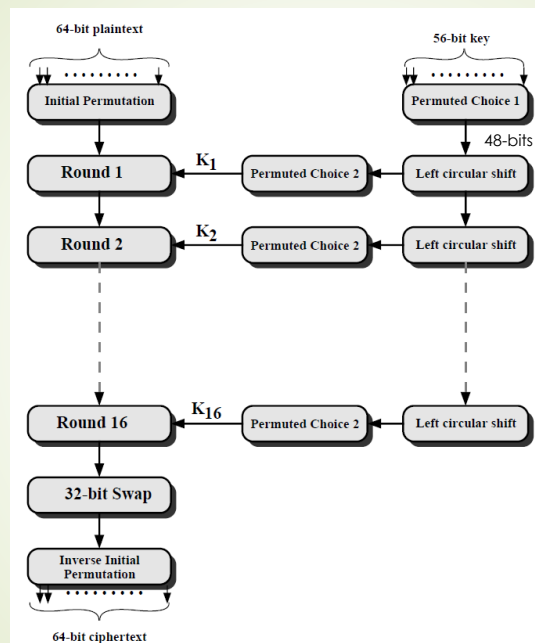 64-bit plaintext
56-bit key
Initial Permutation
Permuted Choice 1
48-bits
Round 1
K1
Permuted Choice 2
Left circular shift
Round 2
K2
Permuted Choice 2
Left circular shift
Round 16
K16
Permuted Choice 2
Left circular shift
32-bit Swap
Inverse Initial
Permutation
64-bit ciphertext